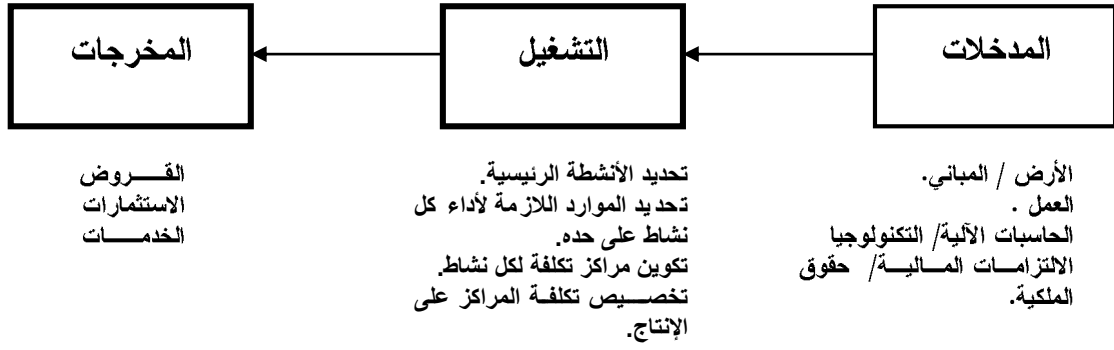 المدخلات
التشغيل
المخرجات
الأرض / المباني.
العمل .
الحاسبات الآلية/ التكنولوجيا
الالتزامات المالية/ حقوق
الملكية.
تحديد الأنشطة الرئيسية.
تحديد الموارد اللازمة لأداء كل
نشاط على حده.
تكوين مراكز تكلفة لكل نشاط.
تخصيص تكلفة المراكز على
الإنتاج.
القروض
الاستثمارات
الخدمات